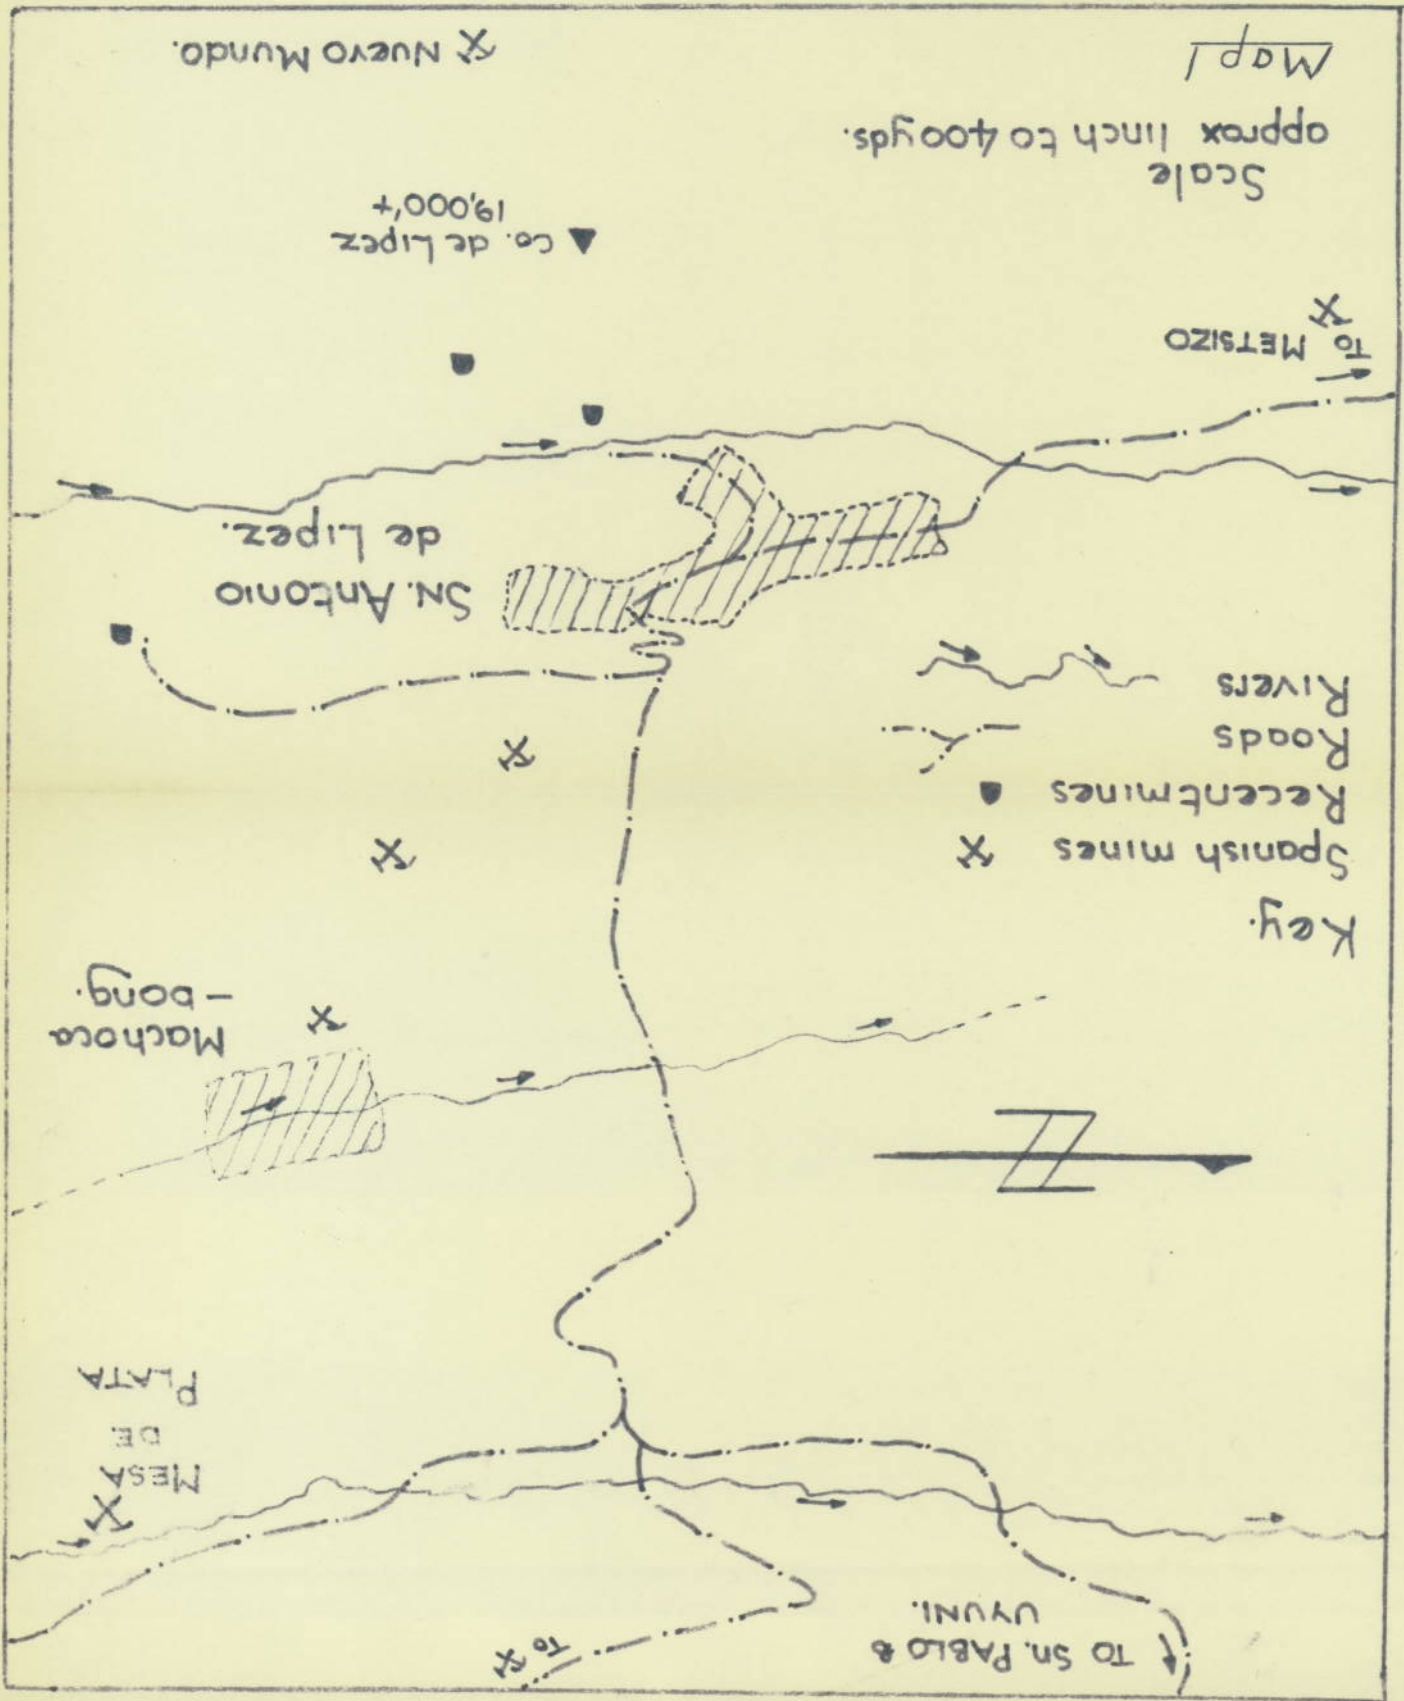 TO Sn. PABLO &
UYUNI.
To
MESA
DE
PLATA
N
Machoca
- bong.
Key.
Spanish mines
Recent mines
Roads
Rivers
SN. Antonio
de Lipez.
To METSIZO
Co. de Lipez
19,000'+
Scale
approx 1inch to 400yds.
Map 1
Nuevo Mundo.